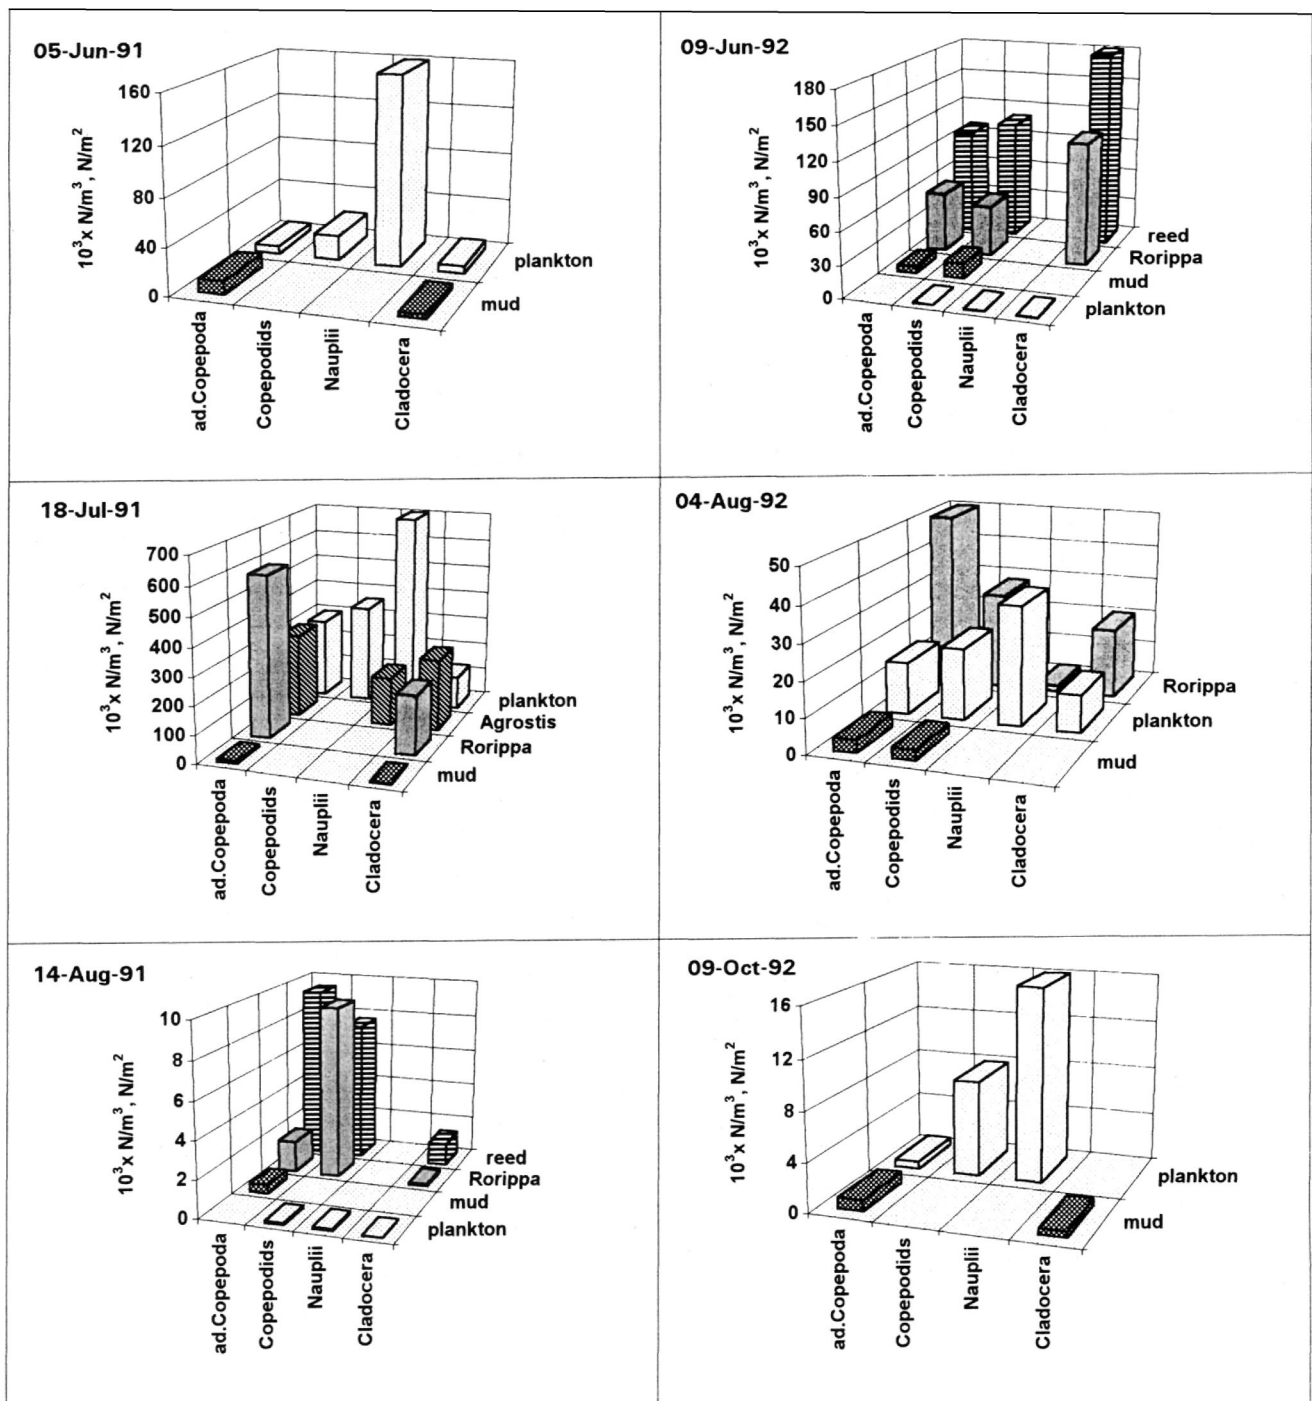 05-Jun-91
160
120
80
40
0
10³x N/m³, N/m²
plankton
mud
ad.Copepoda
Copepodids
Nauplii
Cladocera
09-Jun-92
180
150
120
90
60
30
0
10³x N/m³, N/m²
reed
Rorippa
mud
plankton
ad.Copepoda
Copepodids
Nauplii
Cladocera
18-Jul-91
700
600
500
400
300
200
100
0
10³x N/m³, N/m²
plankton
Agrostis
Rorippa
mud
ad.Copepoda
Copepodids
Nauplii
Cladocera
04-Aug-92
50
40
30
20
10
0
10³x N/m³, N/m²
Rorippa
plankton
mud
ad.Copepoda
Copepodids
Nauplii
Cladocera
14-Aug-91
10
8
6
4
2
0
10³x N/m³, N/m²
reed
Rorippa
mud
plankton
ad.Copepoda
Copepodids
Nauplii
Cladocera
09-Oct-92
16
12
8
4
0
10³x N/m³, N/m²
plankton
mud
ad.Copepoda
Copepodids
Nauplii
Cladocera